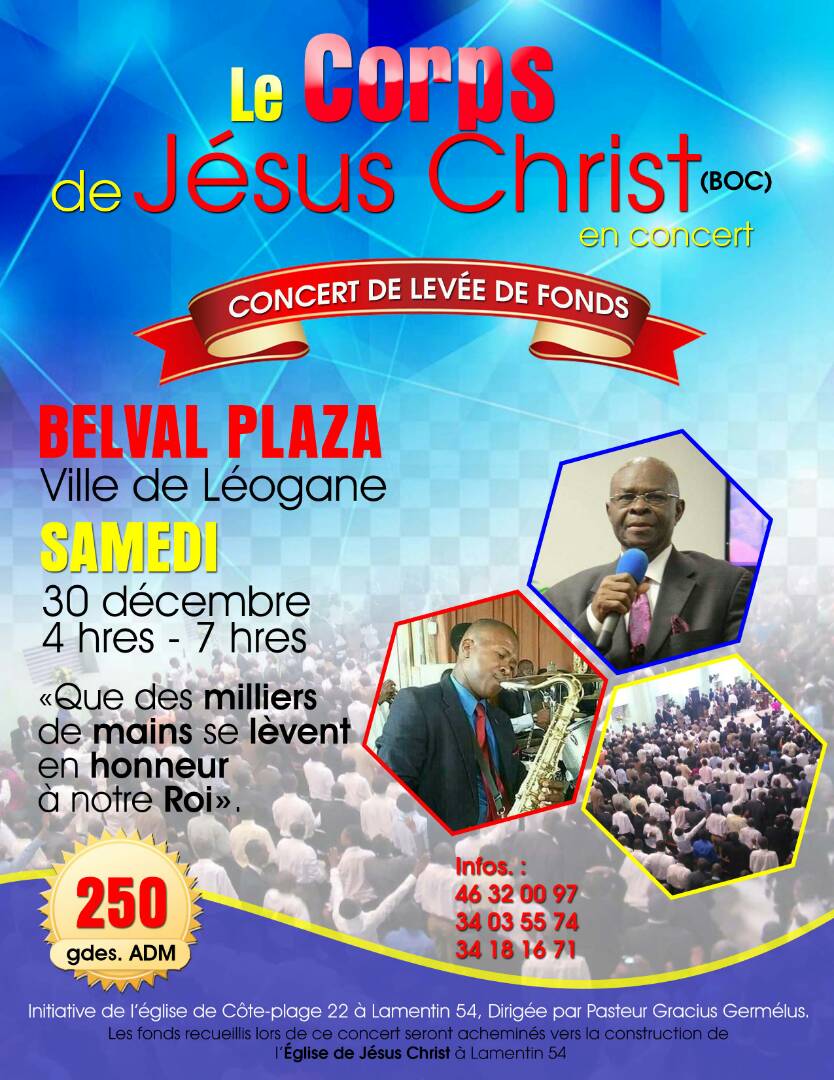 Le Corps
de Jésus Christ (BOC)
en concert
CONCERT DE LEVÉE DE FONDS
BELVAL PLAZA
Ville de Léogane
SAMEDI
30 décembre
4 hres - 7 hres
«Que des milliers
de mains se lèvent
en honneur
à notre Roi».
250
gdes. ADM
Infos. :
46 32 00 97
34 03 55 74
34 18 16 71
Initiative de l'église de Côte-plage 22 à Lamentin 54, Dirigée par Pasteur Gracius Germélus.
Les fonds recueillis lors de ce concert seront acheminés vers la construction de
l'Église de Jésus Christ à Lamentin 54